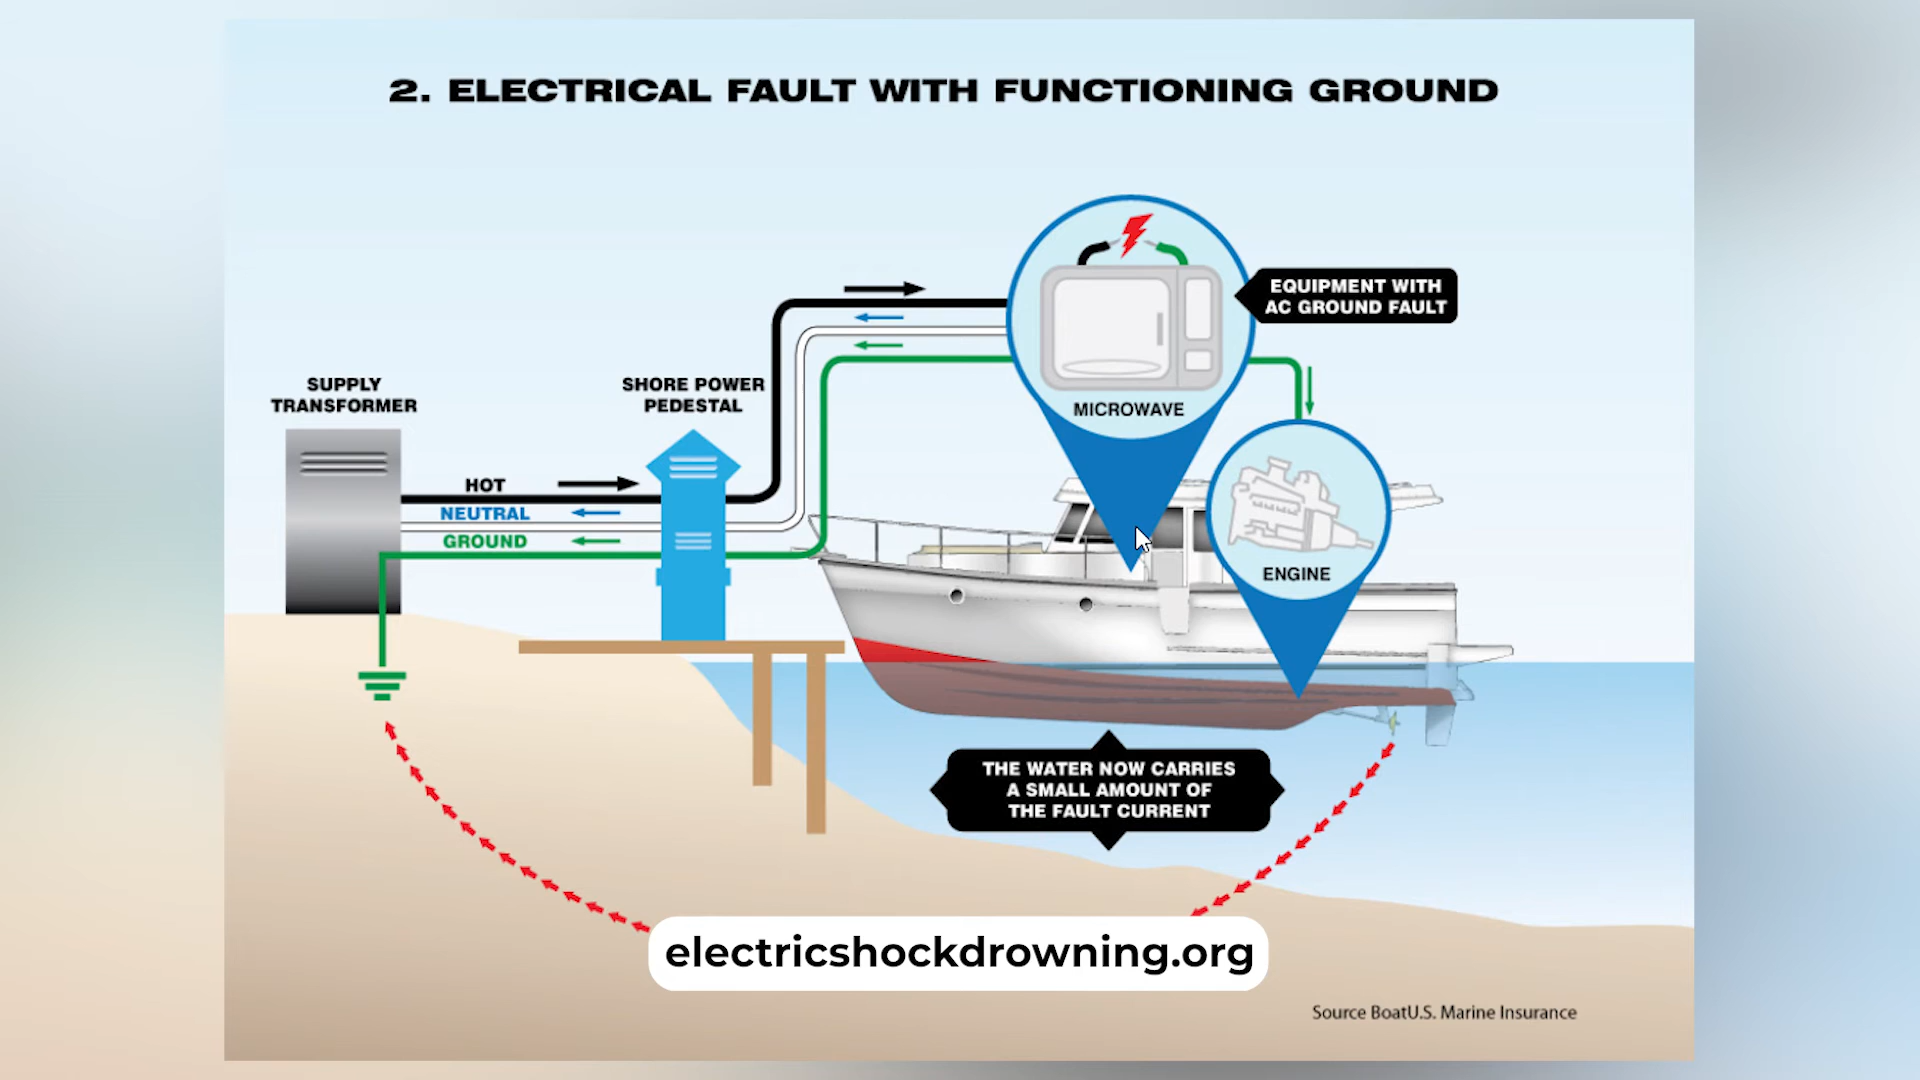 2. ELECTRICAL FAULT WITH FUNCTIONING GROUND
EQUIPMENT WITH
AC GROUND FAULT
MICROWAVE
SUPPLY
TRANSFORMER
SHORE POWER
PEDESTAL
HOT
NEUTRAL
GROUND
ENGINE
THE WATER NOW CARRIES
A SMALL AMOUNT OF
THE FAULT CURRENT
electricshockdrowning.org
Source BoatU.S. Marine Insurance